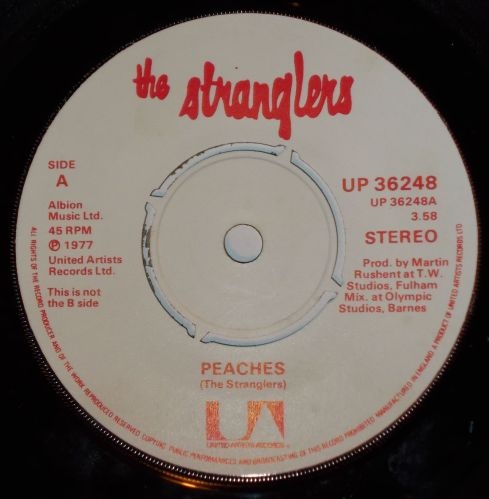 the stranglers
SIDE
A
Albion
Music Ltd.
45 RPM
℗ 1977
United Artists
Records Ltd.
This is not
the B side
UP 36248
UP 36248A
3.58
STEREO
Prod. by Martin
Rushent at T.W.
Studios, Fulham
Mix. at Olympic
Studios, Barnes
PEACHES
(The Stranglers)
UA
UNITED ARTISTS RECORDS
ALL RIGHTS OF THE RECORD PRODUCER AND OF THE OWNER OF THE WORK REPRODUCED RESERVED COPYING PUBLIC PERFORMANCES AND BROADCASTING OF THIS RECORD PROHIBITED MANUFACTURED IN ENGLAND A PRODUCT OF UNITED ARTISTS RECORDS LTD